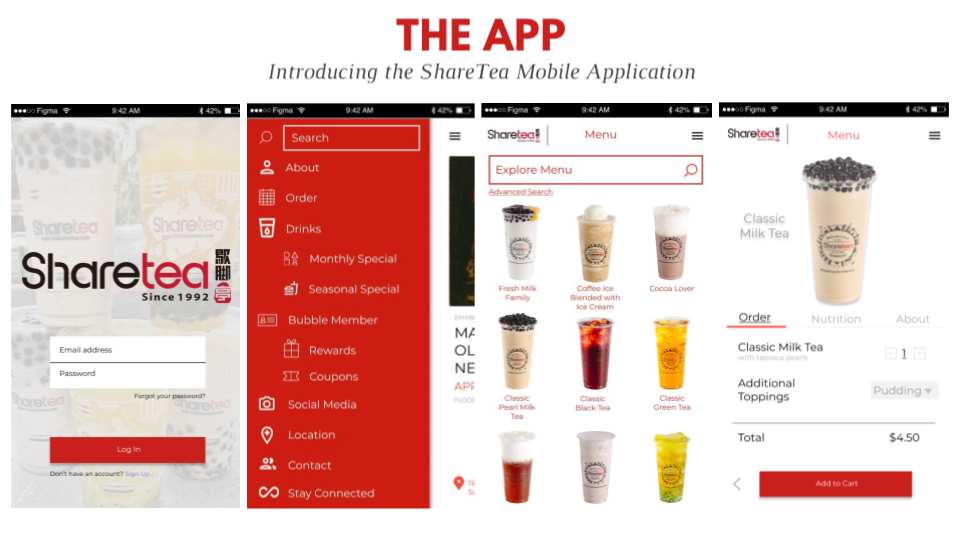 THE APP
Introducing the ShareTea Mobile Application
Figma
9:42 AM
42%
Sharetea
歇脚亭
Since 1992
Email address
Password
Forgot your password?
Log In
Don't have an account? Sign Up.
Figma
9:42 AM
42%
Search
About
Order
Drinks
Monthly Special
Seasonal Special
Bubble Member
Rewards
Coupons
Social Media
Location
Contact
Stay Connected
EXHIB
MA
OL
NE
APR
FLOOR
Figma
9:42 AM
42%
Sharetea
Menu
Explore Menu
Advanced Search
Fresh Milk
Family
Coffee Ice
Blended with
Ice Cream
Cocoa Lover
Classic
Pearl Milk
Tea
Classic
Black Tea
Classic
Green Tea
Figma
9:42 AM
42%
Sharetea
Menu
Classic
Milk Tea
Order
Nutrition
About
Classic Milk Tea
with tapioca pearls
1
Additional
Toppings
Pudding
Total
$4.50
Add to Cart